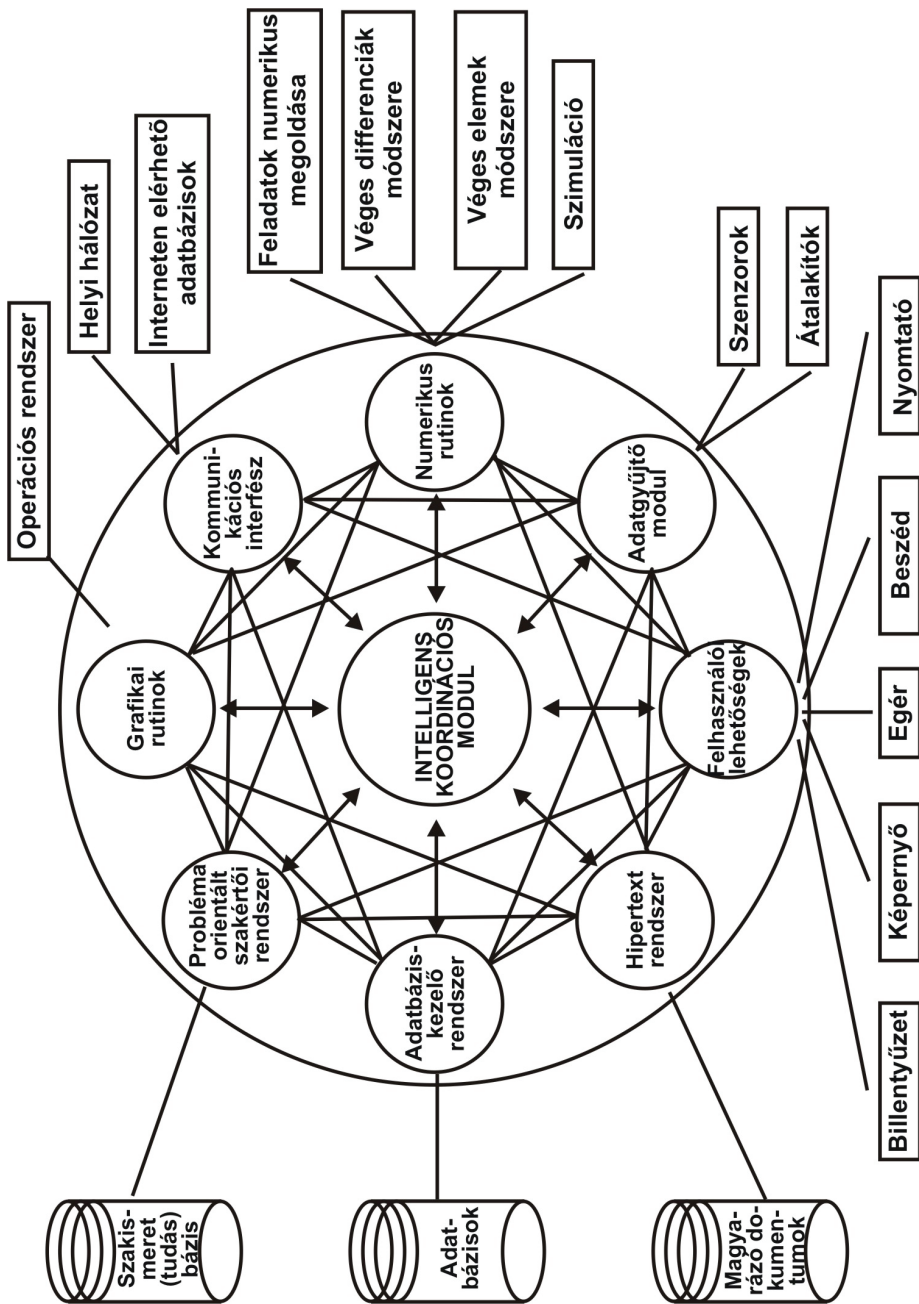 Magya-
rázó do-
kumen-
tumok
Adat-
bázisok
Szakis-
meret
(tudás)
bázis
Adatbázis-
kezelő
rendszer
Hipertext
rendszer
Probléma
orientált
szakértői
rendszer
Billentyűzet
Képernyő
Egér
Beszéd
Nyomtató
Felhasználói
lehetőségek
INTELLIGENS
KOORDINÁCIÓS
MODUL
Grafikai
rutinok
Operációs rendszer
Adatgyűjtő
modul
Kommuni-
kációs
interfész
Helyi hálózat
Interneten elérhető
adatbázisok
Numerikus
rutinok
Szenzorok
Átalakítók
Szimuláció
Véges elemek
módszere
Véges differenciák
módszere
Feladatok numerikus
megoldása